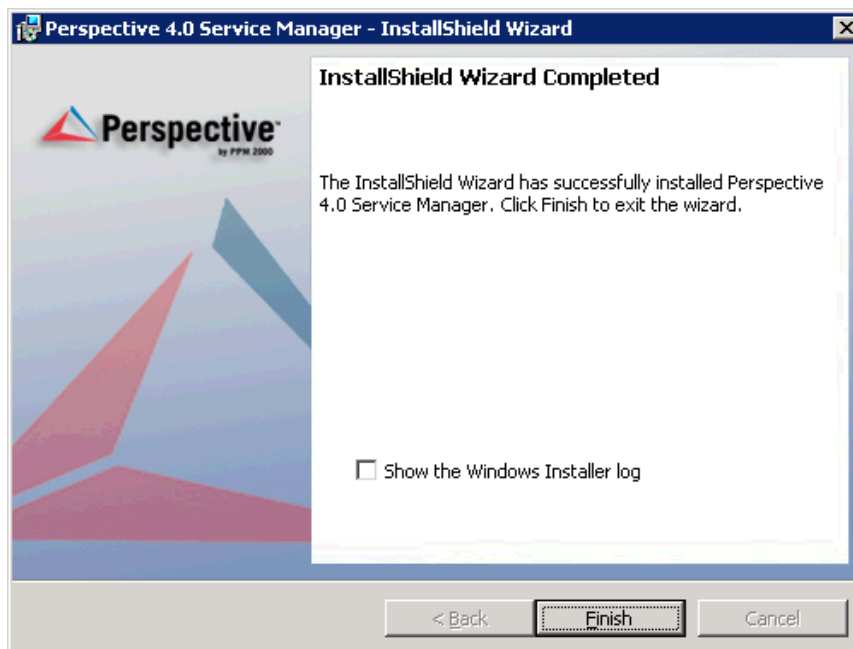 Perspective 4.0 Service Manager - InstallShield Wizard
InstallShield Wizard Completed
Perspective™
by PPM 2000
The InstallShield Wizard has successfully installed Perspective
4.0 Service Manager. Click Finish to exit the wizard.
Show the Windows Installer log
< Back
Finish
Cancel